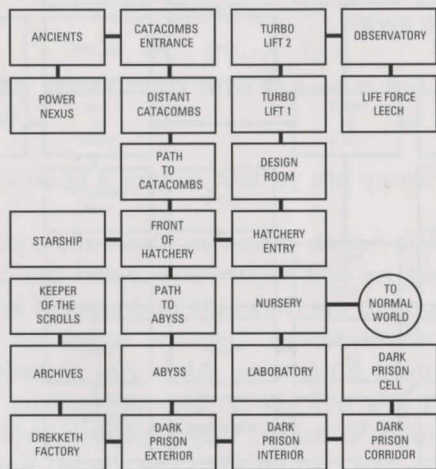 ANCIENTS
CATACOMBS
ENTRANCE
TURBO
LIFT 2
OBSERVATORY
POWER
NEXUS
DISTANT
CATACOMBS
TURBO
LIFT 1
LIFE FORCE
LEECH
PATH
TO
CATACOMBS
DESIGN
ROOM
STARSHIP
FRONT
OF
HATCHERY
HATCHERY
ENTRY
KEEPER
OF THE
SCROLLS
PATH
TO
ABYSS
NURSERY
TO
NORMAL
WORLD
ARCHIVES
ABYSS
LABORATORY
DARK
PRISON
CELL
DREKKETH
FACTORY
DARK
PRISON
EXTERIOR
DARK
PRISON
INTERIOR
DARK
PRISON
CORRIDOR